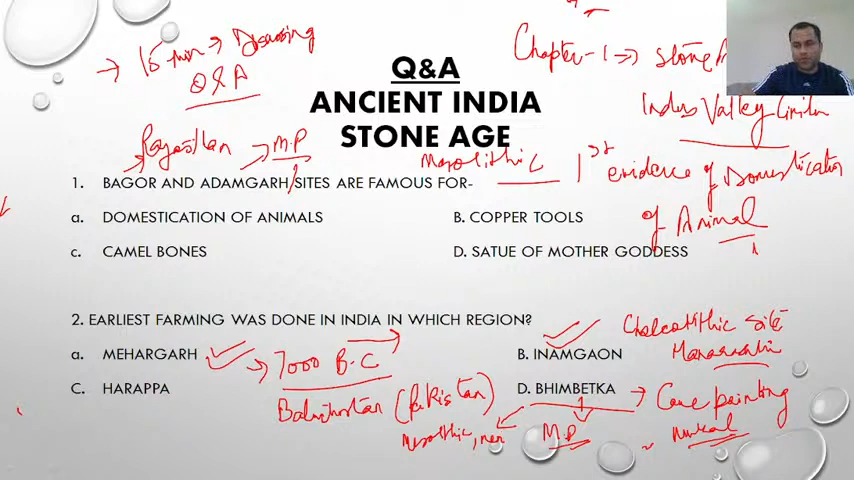 → 15 min → Discussing
Q & A
Chapter-1 ⇒ Stone
Indus Valley
Q&A
ANCIENT INDIA
STONE AGE
Rajasthan
M.P
Mesolithic
1st evidence of Domestication
of Animal
1. BAGOR AND ADAMGARH SITES ARE FAMOUS FOR-
a. DOMESTICATION OF ANIMALS B. COPPER TOOLS
c. CAMEL BONES D. SATUE OF MOTHER GODDESS
2. EARLIEST FARMING WAS DONE IN INDIA IN WHICH REGION?
Chalcolithic site
Maharashtra
a MEHARGARH B. INAMGAON
7000 B.C
C. HARAPPA D. BHIMBETKA
Baluchistan (Pakistan)
Cave painting
M.P
Mesolithic,